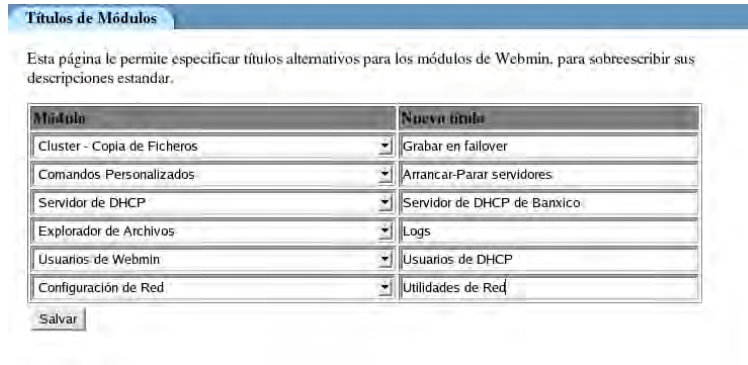 Títulos de Módulos
Esta página le permite especificar títulos alternativos para los módulos de Webmin, para sobreescribir sus
descripciones estandar.
Módulo Nuevo título
Cluster - Copia de Ficheros Grabar en failover
Comandos Personalizados Arrancar-Parar servidores
Servidor de DHCP Servidor de DHCP de Banxico
Explorador de Archivos Logs
Usuarios de Webmin Usuarios de DHCP
Configuración de Red Utilidades de Red
Salvar